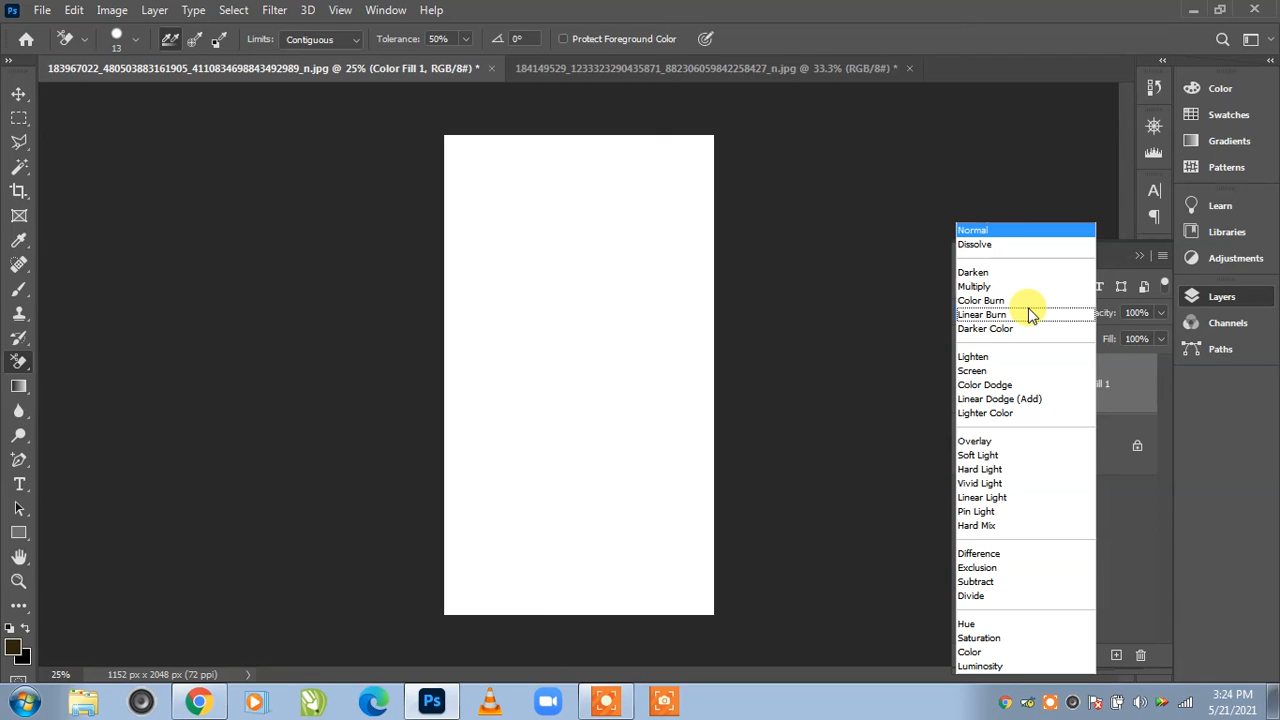 Ps File Edit Image Layer Type Select Filter 3D View Window Help
13 Limits: Contiguous Tolerance: 50% 0° Protect Foreground Color
183967022_480503883161905_4110834698843492989_n.jpg @ 25% (Color Fill 1, RGB/8#) * 184149529_1233323290435871_882306059842258427_n.jpg @ 33.3% (RGB/8#) *
Color
Swatches
Gradients
Patterns
Learn
Libraries
Adjustments
Layers
Channels
Paths
Normal
Dissolve
Darken
Multiply
Color Burn
Linear Burn
Darker Color
Lighten
Screen
Color Dodge
Linear Dodge (Add)
Lighter Color
Overlay
Soft Light
Hard Light
Vivid Light
Linear Light
Pin Light
Hard Mix
Difference
Exclusion
Subtract
Divide
Hue
Saturation
Color
Luminosity
100%
Fill: 100%
25% 1152 px x 2048 px (72 ppi)
Ps
3:24 PM
5/21/2021